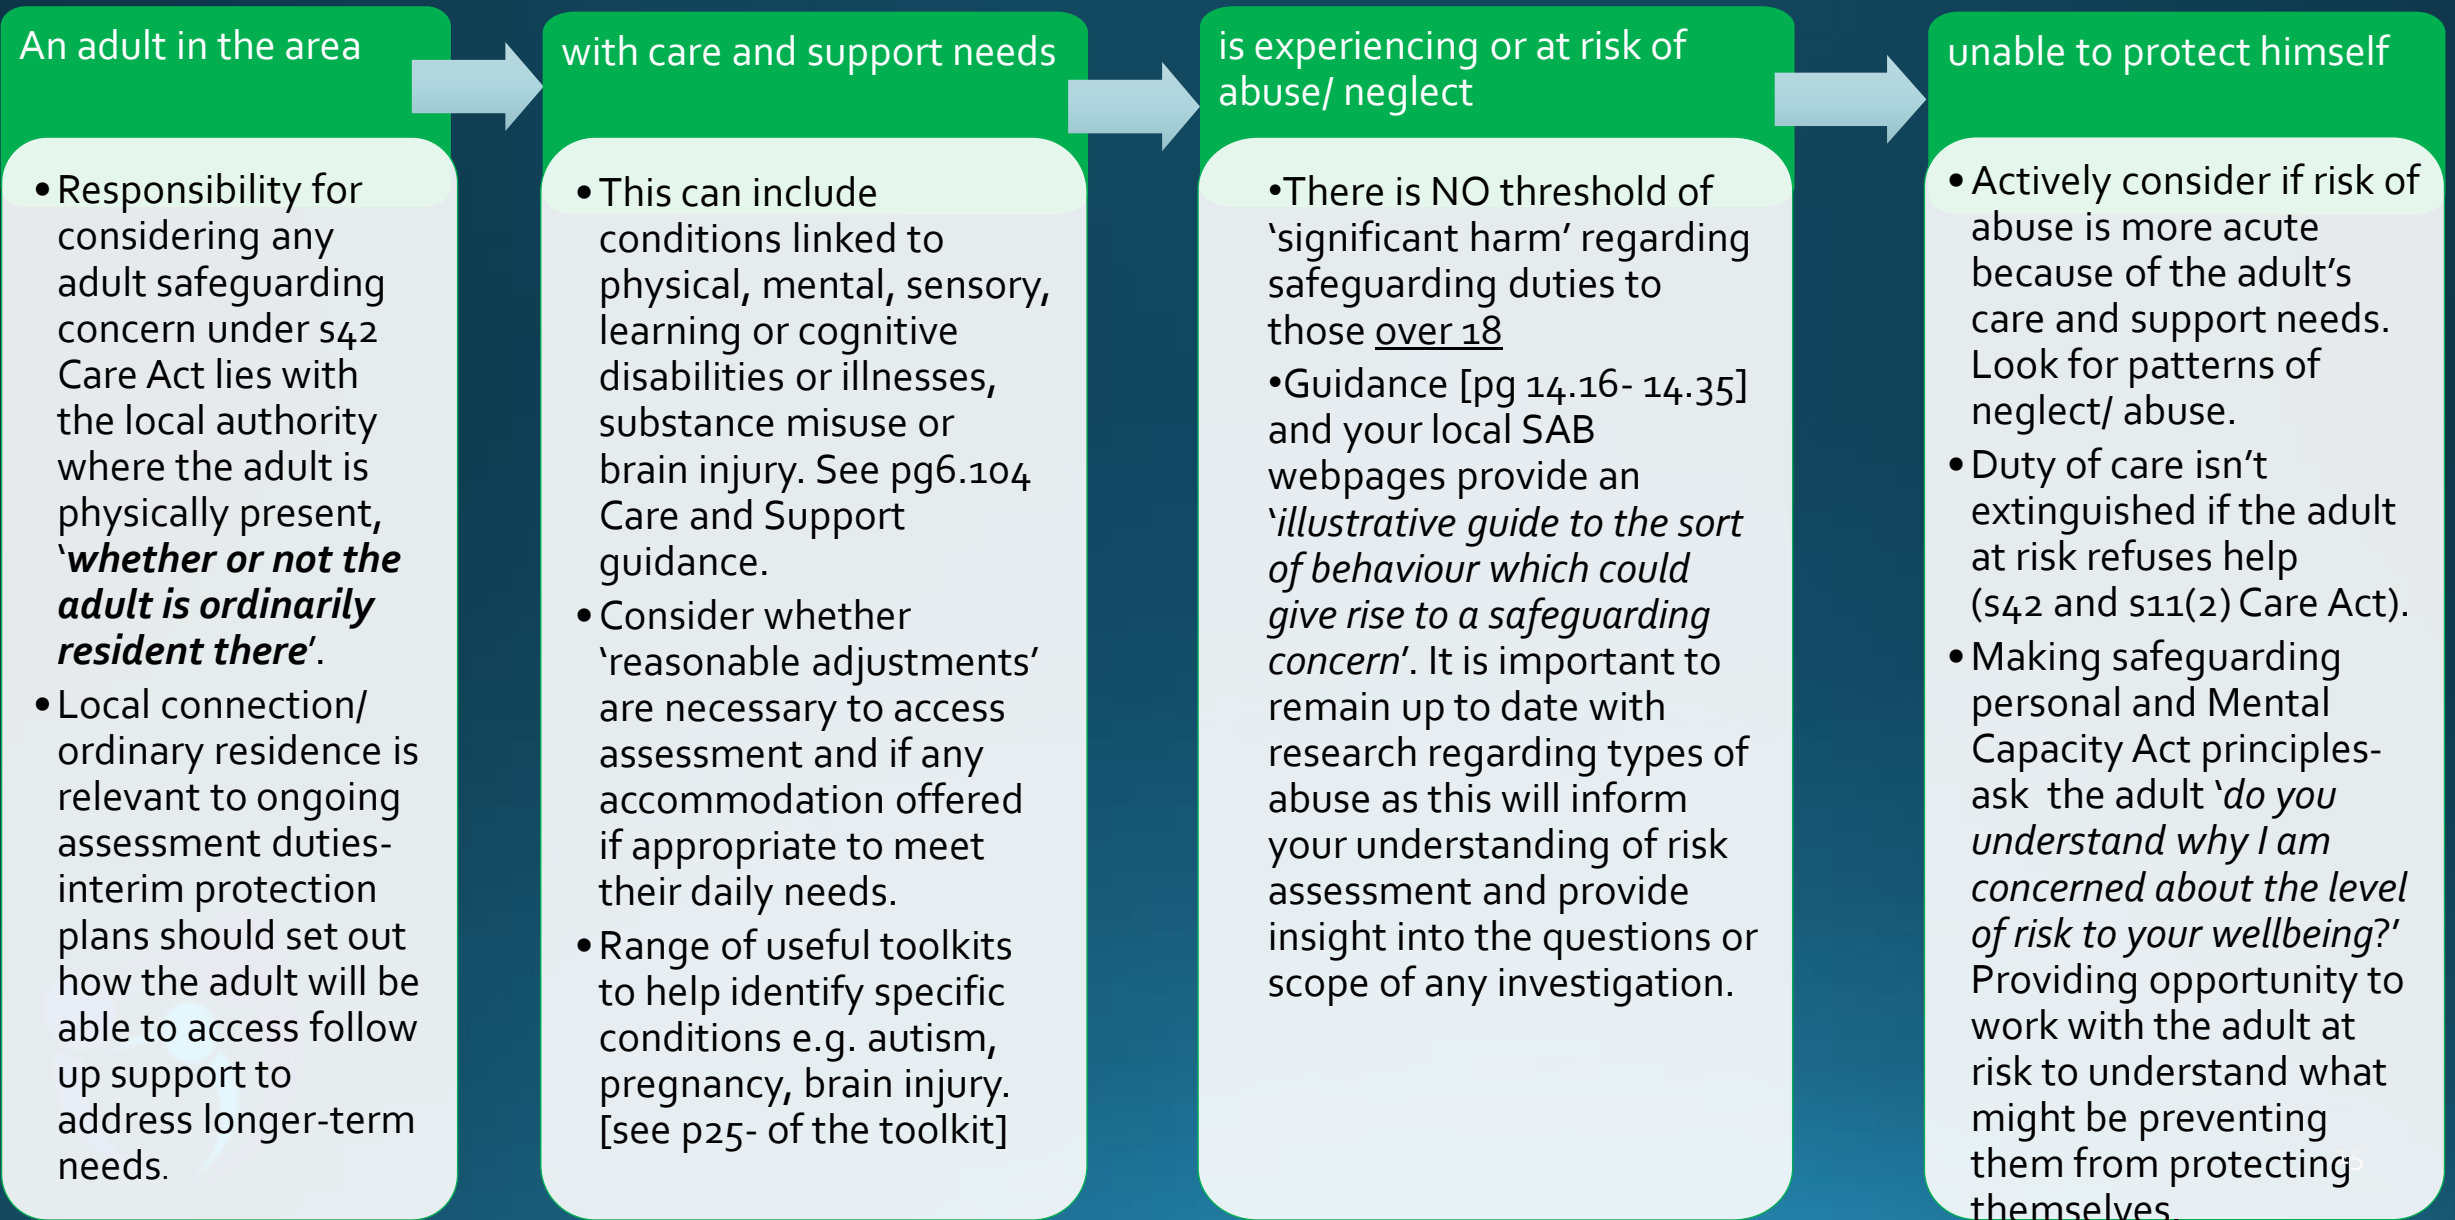 An adult in the area
•Responsibility for
considering any
adult safeguarding
concern under s42
Care Act lies with
the local authority
where the adult is
physically present,
‘whether or not the
adult is ordinarily
resident there’.
•Local connection/
ordinary residence is
relevant to ongoing
assessment duties-
interim protection
plans should set out
how the adult will be
able to access follow
up support to
address longer-term
needs.
with care and support needs
•This can include
conditions linked to
physical, mental, sensory,
learning or cognitive
disabilities or illnesses,
substance misuse or
brain injury. See pg6.104
Care and Support
guidance.
•Consider whether
‘reasonable adjustments’
are necessary to access
assessment and if any
accommodation offered
if appropriate to meet
their daily needs.
•Range of useful toolkits
to help identify specific
conditions e.g. autism,
pregnancy, brain injury.
[see p25- of the toolkit]
is experiencing or at risk of
abuse/ neglect
•There is NO threshold of
‘significant harm’ regarding
safeguarding duties to
those over 18
•Guidance [pg 14.16- 14.35]
and your local SAB
webpages provide an
‘illustrative guide to the sort
of behaviour which could
give rise to a safeguarding
concern’. It is important to
remain up to date with
research regarding types of
abuse as this will inform
your understanding of risk
assessment and provide
insight into the questions or
scope of any investigation.
unable to protect himself
•Actively consider if risk of
abuse is more acute
because of the adult’s
care and support needs.
Look for patterns of
neglect/ abuse.
•Duty of care isn’t
extinguished if the adult
at risk refuses help
(s42 and s11(2) Care Act).
•Making safeguarding
personal and Mental
Capacity Act principles-
ask the adult ‘do you
understand why I am
concerned about the level
of risk to your wellbeing?’
Providing opportunity to
work with the adult at
risk to understand what
might be preventing
them from protecting
themselves.